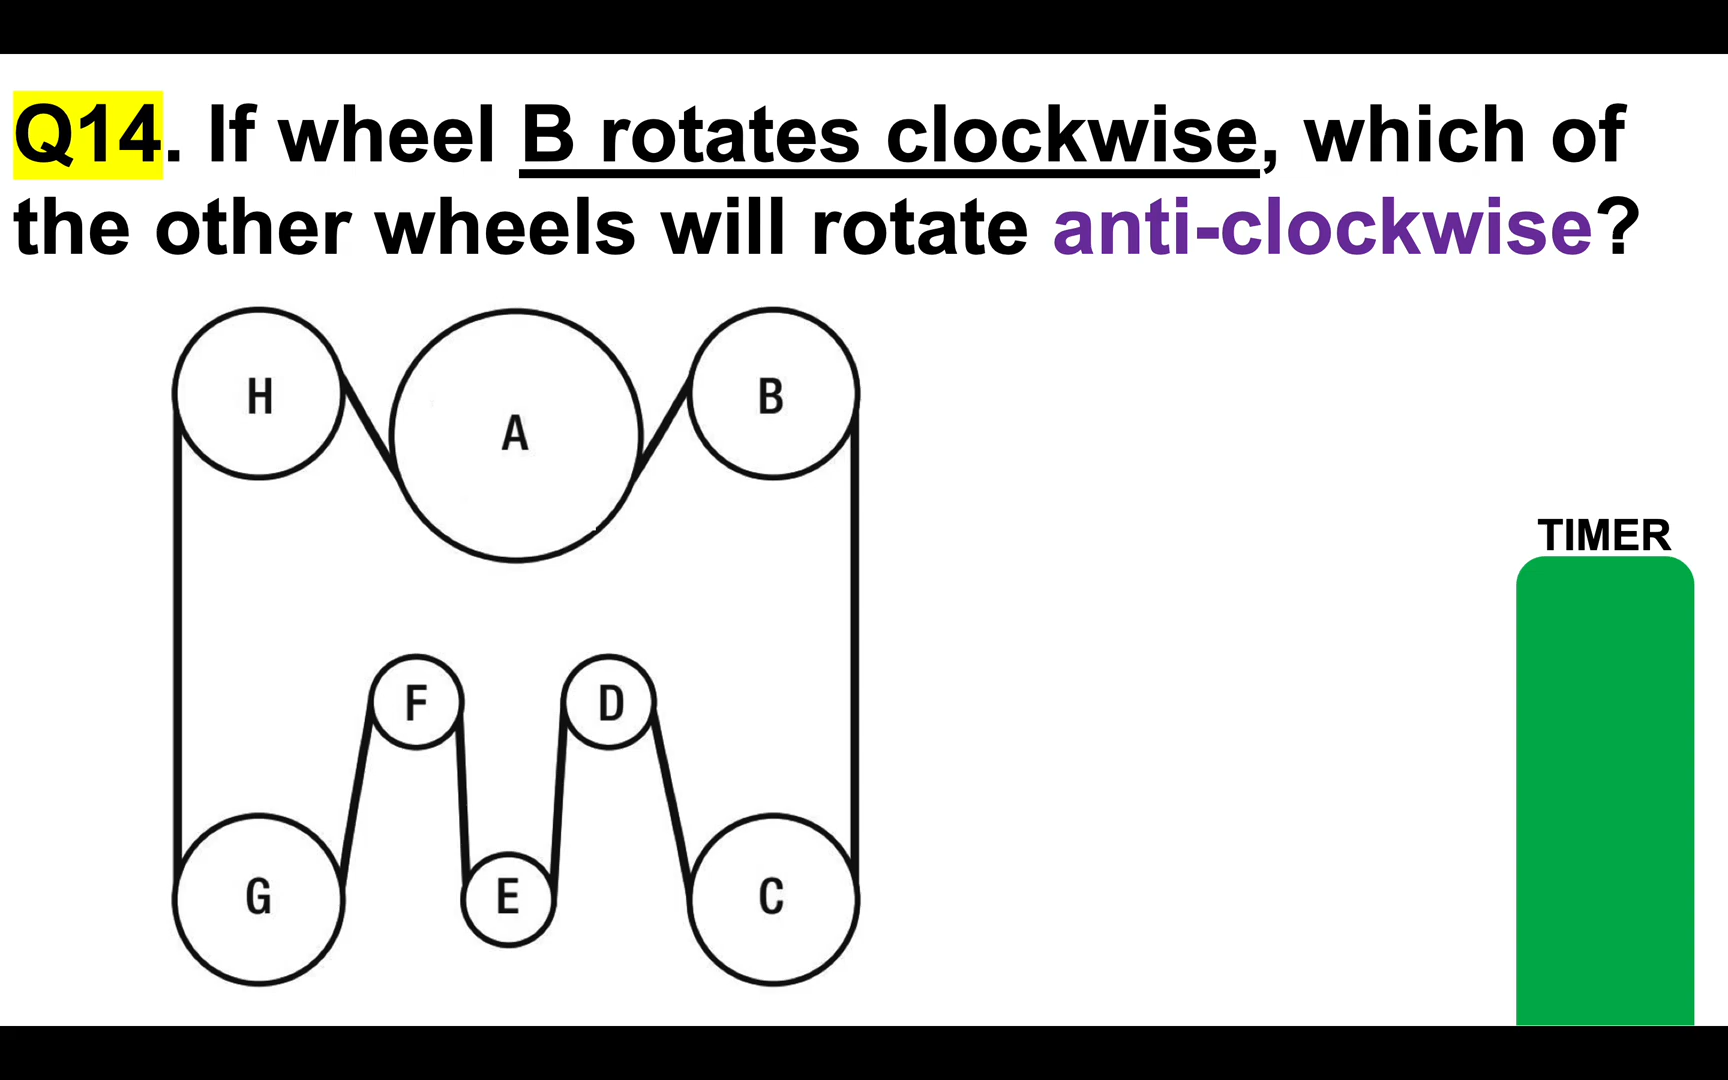 Q14. If wheel B rotates clockwise, which of
the other wheels will rotate anti-clockwise?
H
A
B
TIMER
F
D
G
E
C